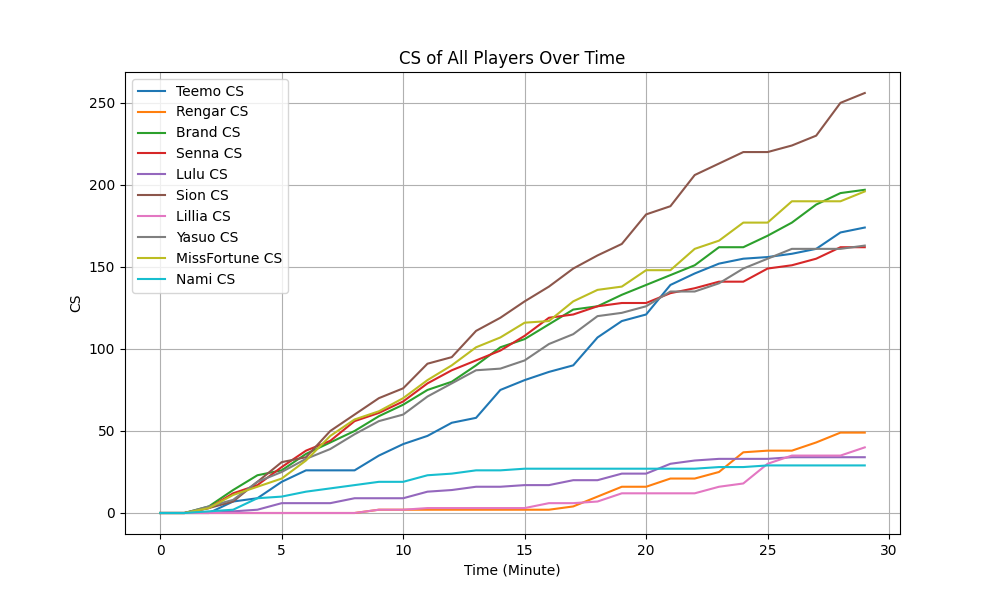 CS of All Players Over Time
Teemo CS
Rengar CS
Brand CS
Senna CS
Lulu CS
Sion CS
Lillia CS
Yasuo CS
MissFortune CS
Nami CS
250
200
150
100
50
0
CS
0 5 10 15 20 25 30
Time (Minute)